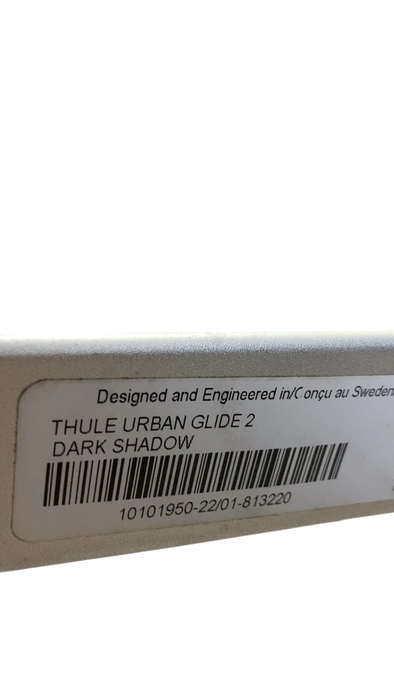 Designed and Engineered in/Conçu au Sweden
THULE URBAN GLIDE 2
DARK SHADOW
10101950-22/01-813220